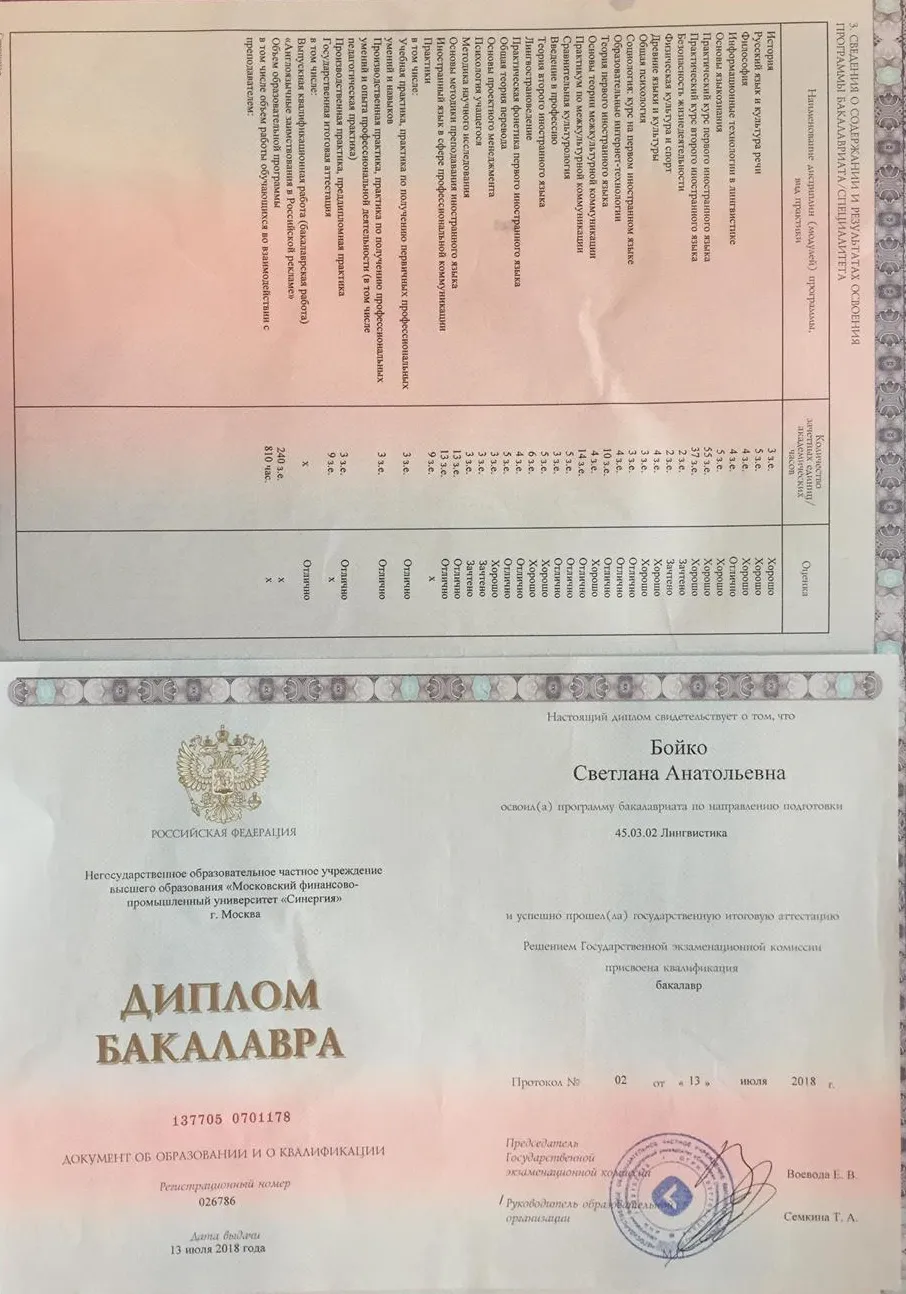 3. СВЕДЕНИЯ О СОДЕРЖАНИИ И РЕЗУЛЬТАТАХ ОСВОЕНИЯ
ПРОГРАММЫ БАКАЛАВРИАТА/СПЕЦИАЛИТЕТА
Наименование дисциплин (модулей) программы,
вид практики
Количество
зачетных единиц/
академических
часов
Оценка
История 3 з.е. Хорошо
Русский язык и культура речи 5 з.е. Хорошо
Философия 4 з.е. Хорошо
Информационные технологии в лингвистике 4 з.е. Отлично
Основы языкознания 5 з.е. Хорошо
Практический курс первого иностранного языка 55 з.е. Хорошо
Практический курс второго иностранного языка 37 з.е. Хорошо
Безопасность жизнедеятельности 2 з.е. Зачтено
Физическая культура и спорт 2 з.е. Зачтено
Древние языки и культуры 4 з.е. Хорошо
Общая психология 3 з.е. Хорошо
Социология: курс на первом иностранном языке 3 з.е. Отлично
Образовательные интернет-технологии 4 з.е. Отлично
Теория первого иностранного языка 10 з.е. Отлично
Основы теории межкультурной коммуникации 4 з.е. Хорошо
Практикум по межкультурной коммуникации 14 з.е. Отлично
Сравнительная культурология 5 з.е. Отлично
Введение в профессию 3 з.е. Отлично
Теория второго иностранного языка 5 з.е. Хорошо
Лингвострановедение 6 з.е. Хорошо
Практическая фонетика первого иностранного языка 4 з.е. Отлично
Общая теория перевода 5 з.е. Отлично
Основы проектного менеджмента 3 з.е. Хорошо
Психология учащегося 3 з.е. Зачтено
Методика научного исследования 3 з.е. Зачтено
Основы методики преподавания иностранного языка 13 з.е. Отлично
Иностранный язык в сфере профессиональной коммуникации 13 з.е. Отлично
Практики 9 з.е. x
в том числе:
Учебная практика, практика по получению первичных профессиональных 3 з.е. Отлично
умений и навыков
Производственная практика, практика по получению профессиональных 3 з.е. Отлично
умений и опыта профессиональной деятельности (в том числе
педагогическая практика)
Производственная практика, преддипломная практика 3 з.е. Отлично
Государственная итоговая аттестация 9 з.е. x
в том числе:
Выпускная квалификационная работа (бакалаврская работа) x Отлично
«Англоязычные заимствования в Российской рекламе»
Объем образовательной программы 240 з.е. x
в том числе объем работы обучающихся во взаимодействии с 810 час. x
преподавателем:
РОССИЙСКАЯ ФЕДЕРАЦИЯ
Негосударственное образовательное частное учреждение
высшего образования «Московский финансово-
промышленный университет «Синергия»
г. Москва
ДИПЛОМ
БАКАЛАВРА
137705 0701178
ДОКУМЕНТ ОБ ОБРАЗОВАНИИ И О КВАЛИФИКАЦИИ
Регистрационный номер
026786
Дата выдачи
13 июля 2018 года
Настоящий диплом свидетельствует о том, что
Бойко
Светлана Анатольевна
освоил(а) программу бакалавриата по направлению подготовки
45.03.02 Лингвистика
и успешно прошел(ла) государственную итоговую аттестацию
Решением Государственной экзаменационной комиссии
присвоена квалификация
бакалавр
Протокол № 02 от « 13 » июля 2018 г.
Председатель
Государственной
экзаменационной комиссии Воевода Е. В.
Руководитель образовательной
организации Семкина Т. А.
М.П.